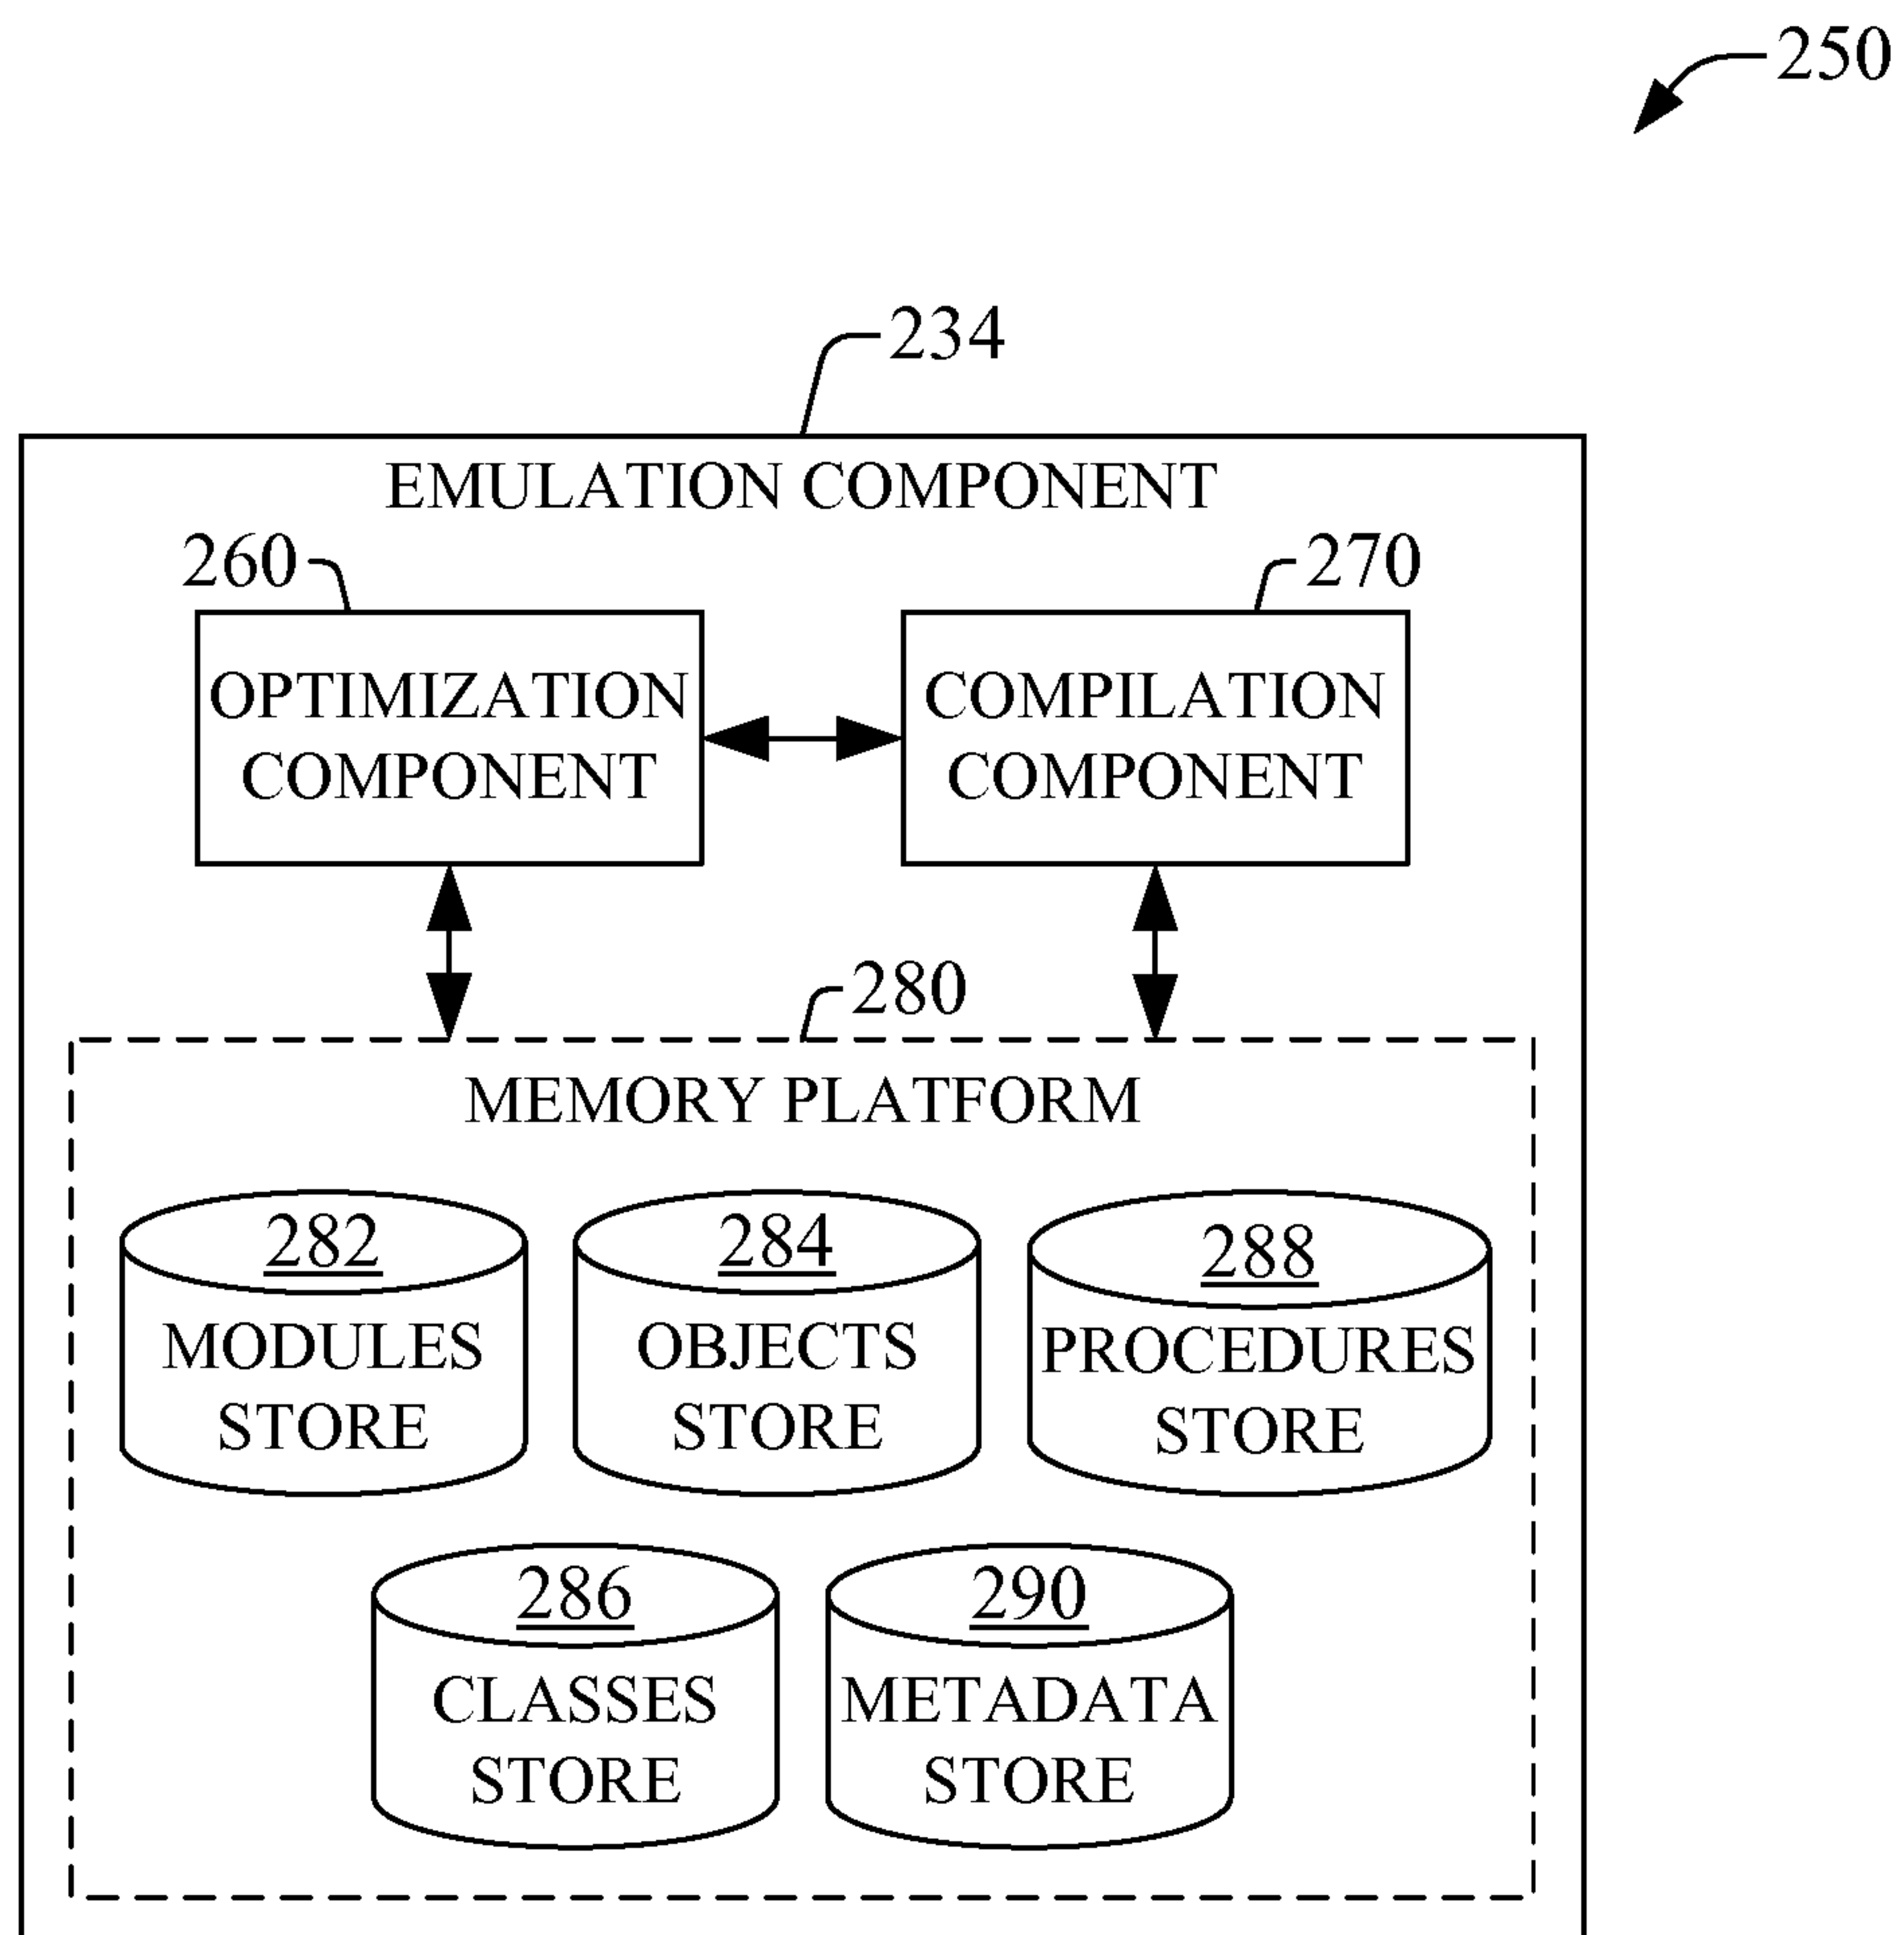 250
234
EMULATION COMPONENT
260
270
OPTIMIZATION
COMPONENT
COMPILATION
COMPONENT
280
MEMORY PLATFORM
282
MODULES
STORE
284
OBJECTS
STORE
288
PROCEDURES
STORE
286
CLASSES
STORE
290
METADATA
STORE